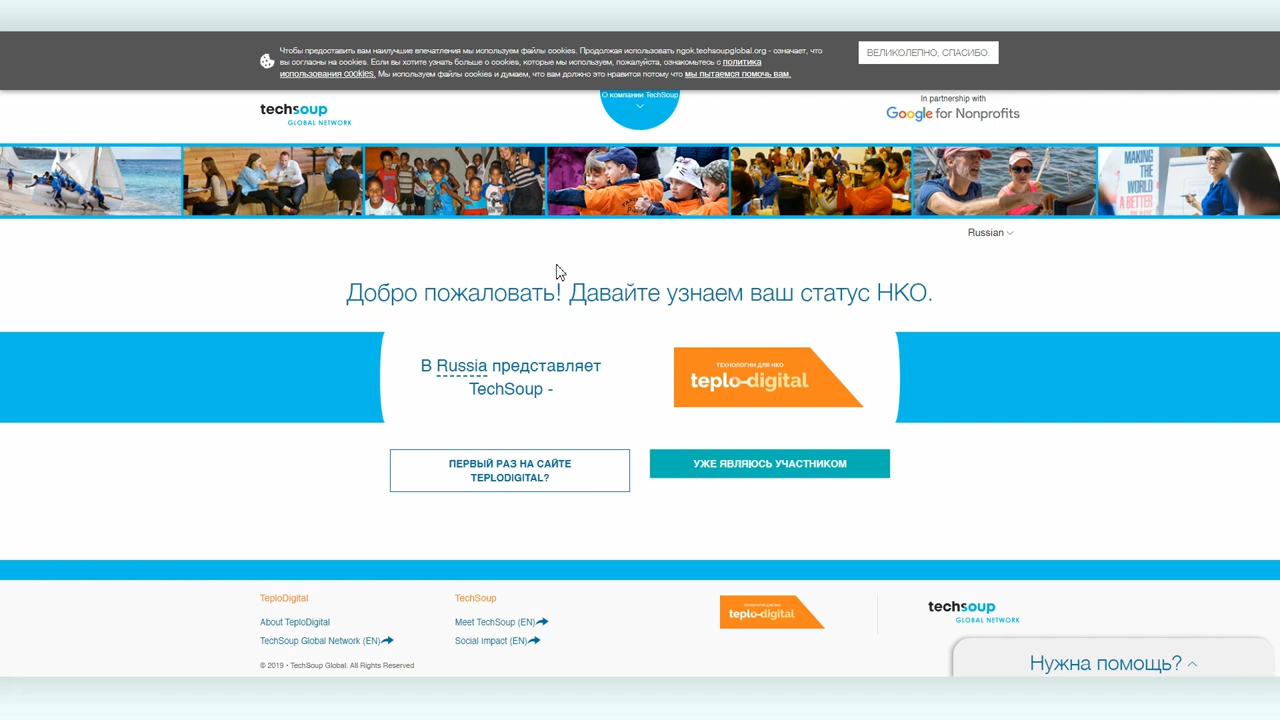 Чтобы предоставить вам наилучшие впечатления мы используем файлы cookies. Продолжая использовать ngok.techsoupglobal.org - означает, что
вы согласны на cookies. Если вы хотите узнать больше о cookies, которые мы используем, пожалуйста, ознакомьтесь с политика
использования cookies. Мы используем файлы cookies и думаем, что вам должно это нравится потому что мы пытаемся помочь вам.
ВЕЛИКОЛЕПНО, СПАСИБО.
techsoup
GLOBAL NETWORK
О компании TechSoup
In partnership with
Google for Nonprofits
MAKING
THE
WORLD
A BETTER
Russian
Добро пожаловать! Давайте узнаем ваш статус НКО.
В Russia представляет
TechSoup -
ТЕХНОЛОГИИ ДЛЯ НКО
teplo-digital
ПЕРВЫЙ РАЗ НА САЙТЕ
TEPLODIGITAL?
УЖЕ ЯВЛЯЮСЬ УЧАСТНИКОМ
TeploDigital
About TeploDigital
TechSoup Global Network (EN)
© 2019 • TechSoup Global. All Rights Reserved
TechSoup
Meet TechSoup (EN)
Social impact (EN)
teplo-digital
techsoup
GLOBAL NETWORK
Нужна помощь?